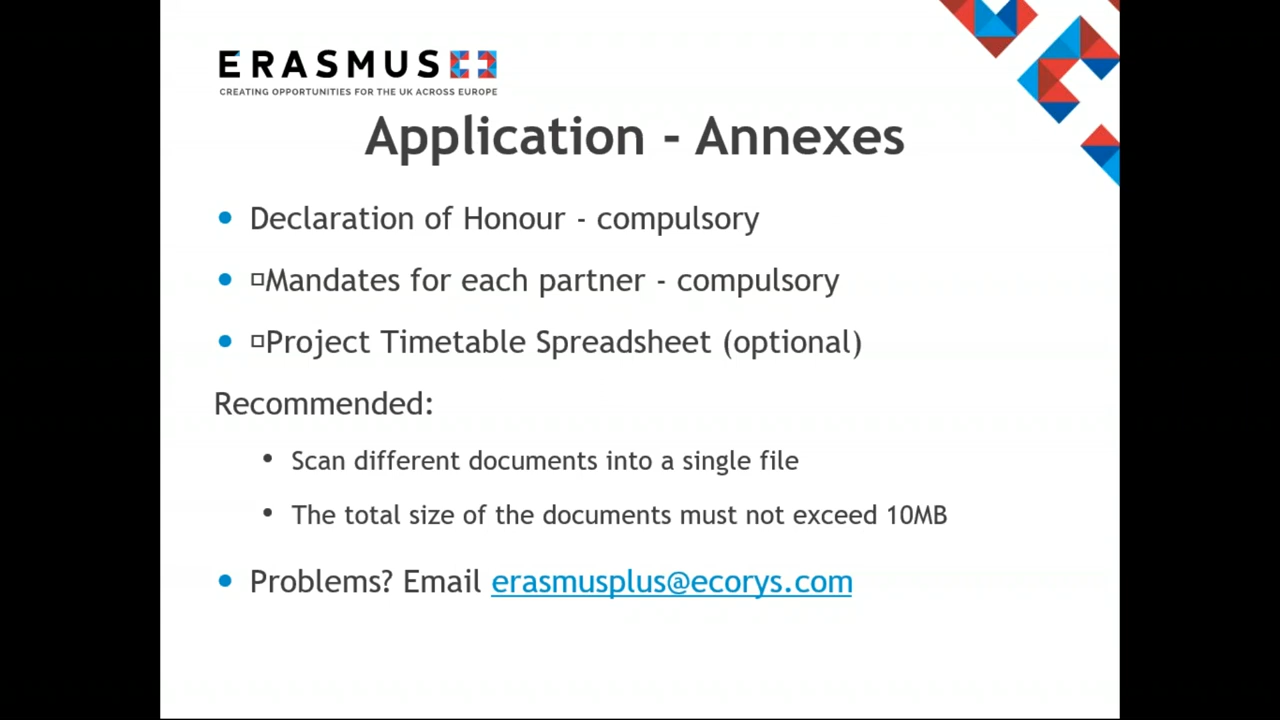 ERASMUS+
CREATING OPPORTUNITIES FOR THE UK ACROSS EUROPE
Application - Annexes
• Declaration of Honour - compulsory
• □Mandates for each partner - compulsory
• □Project Timetable Spreadsheet (optional)
Recommended:
• Scan different documents into a single file
• The total size of the documents must not exceed 10MB
• Problems? Email erasmusplus@ecorys.com